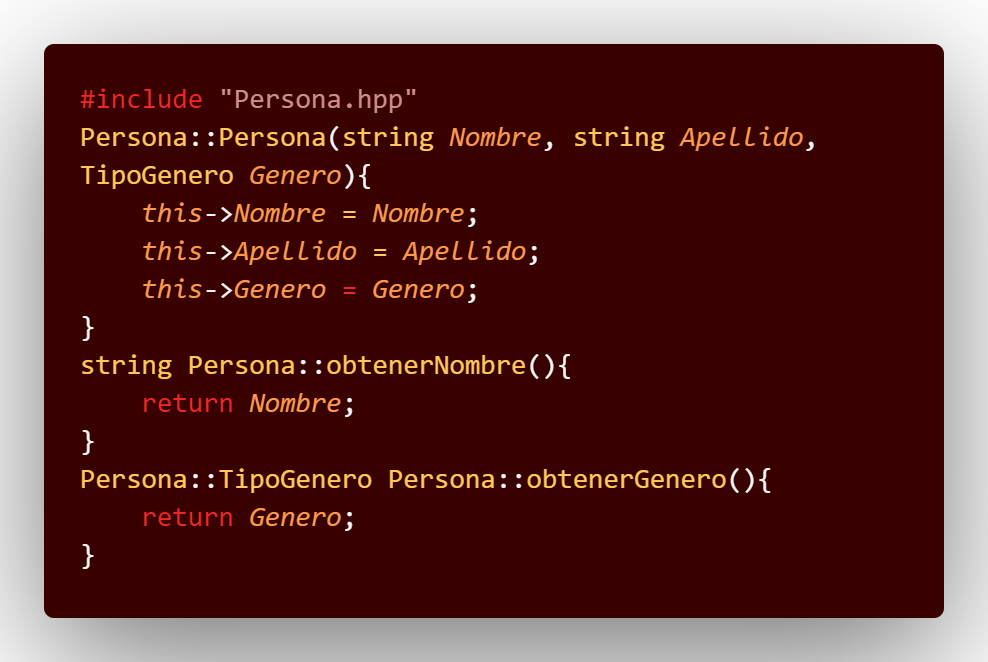 #include "Persona.hpp"
Persona::Persona(string Nombre, string Apellido,
TipoGenero Genero){
    this->Nombre = Nombre;
    this->Apellido = Apellido;
    this->Genero = Genero;
}
string Persona::obtenerNombre(){
    return Nombre;
}
Persona::TipoGenero Persona::obtenerGenero(){
    return Genero;
}